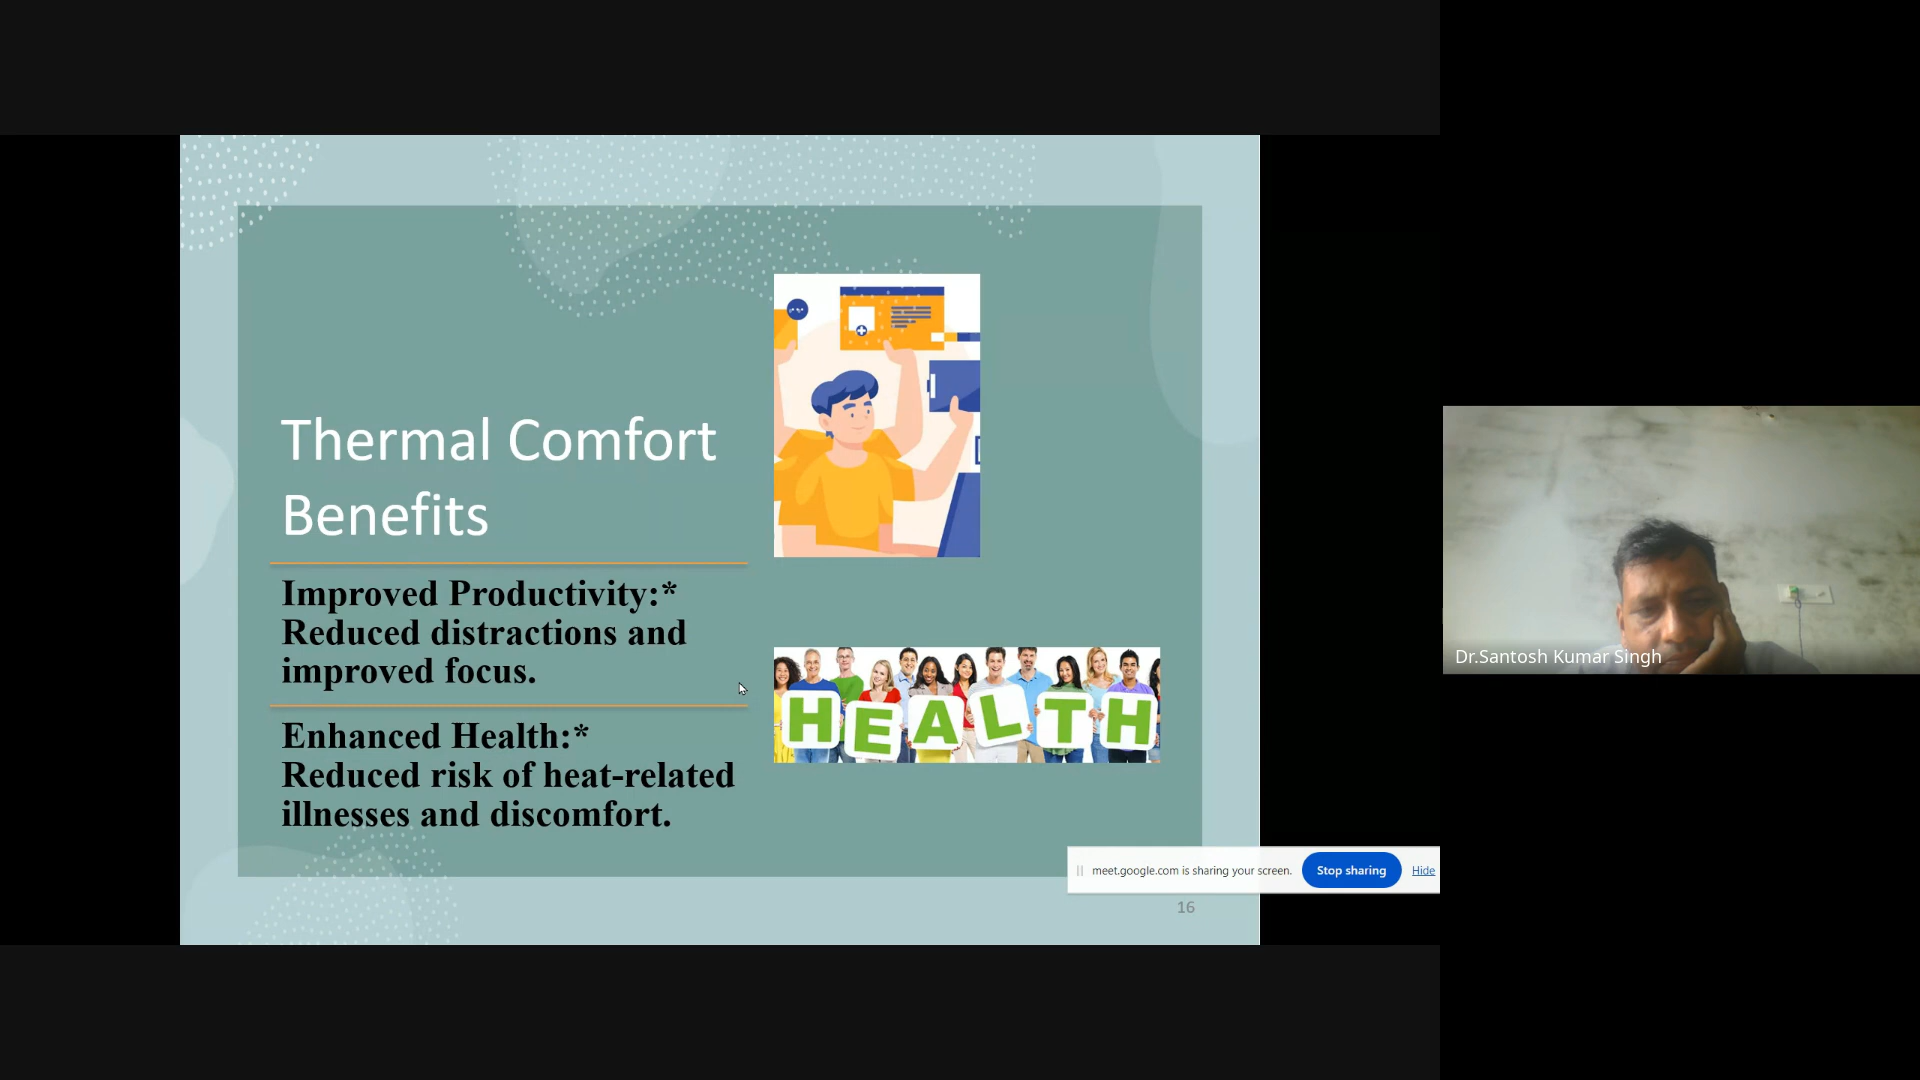 Thermal Comfort
Benefits
Improved Productivity:*
Reduced distractions and
improved focus.
Enhanced Health:*
Reduced risk of heat-related
illnesses and discomfort.
HEALTH
meet.google.com is sharing your screen.
Stop sharing
Hide
16
Dr.Santosh Kumar Singh